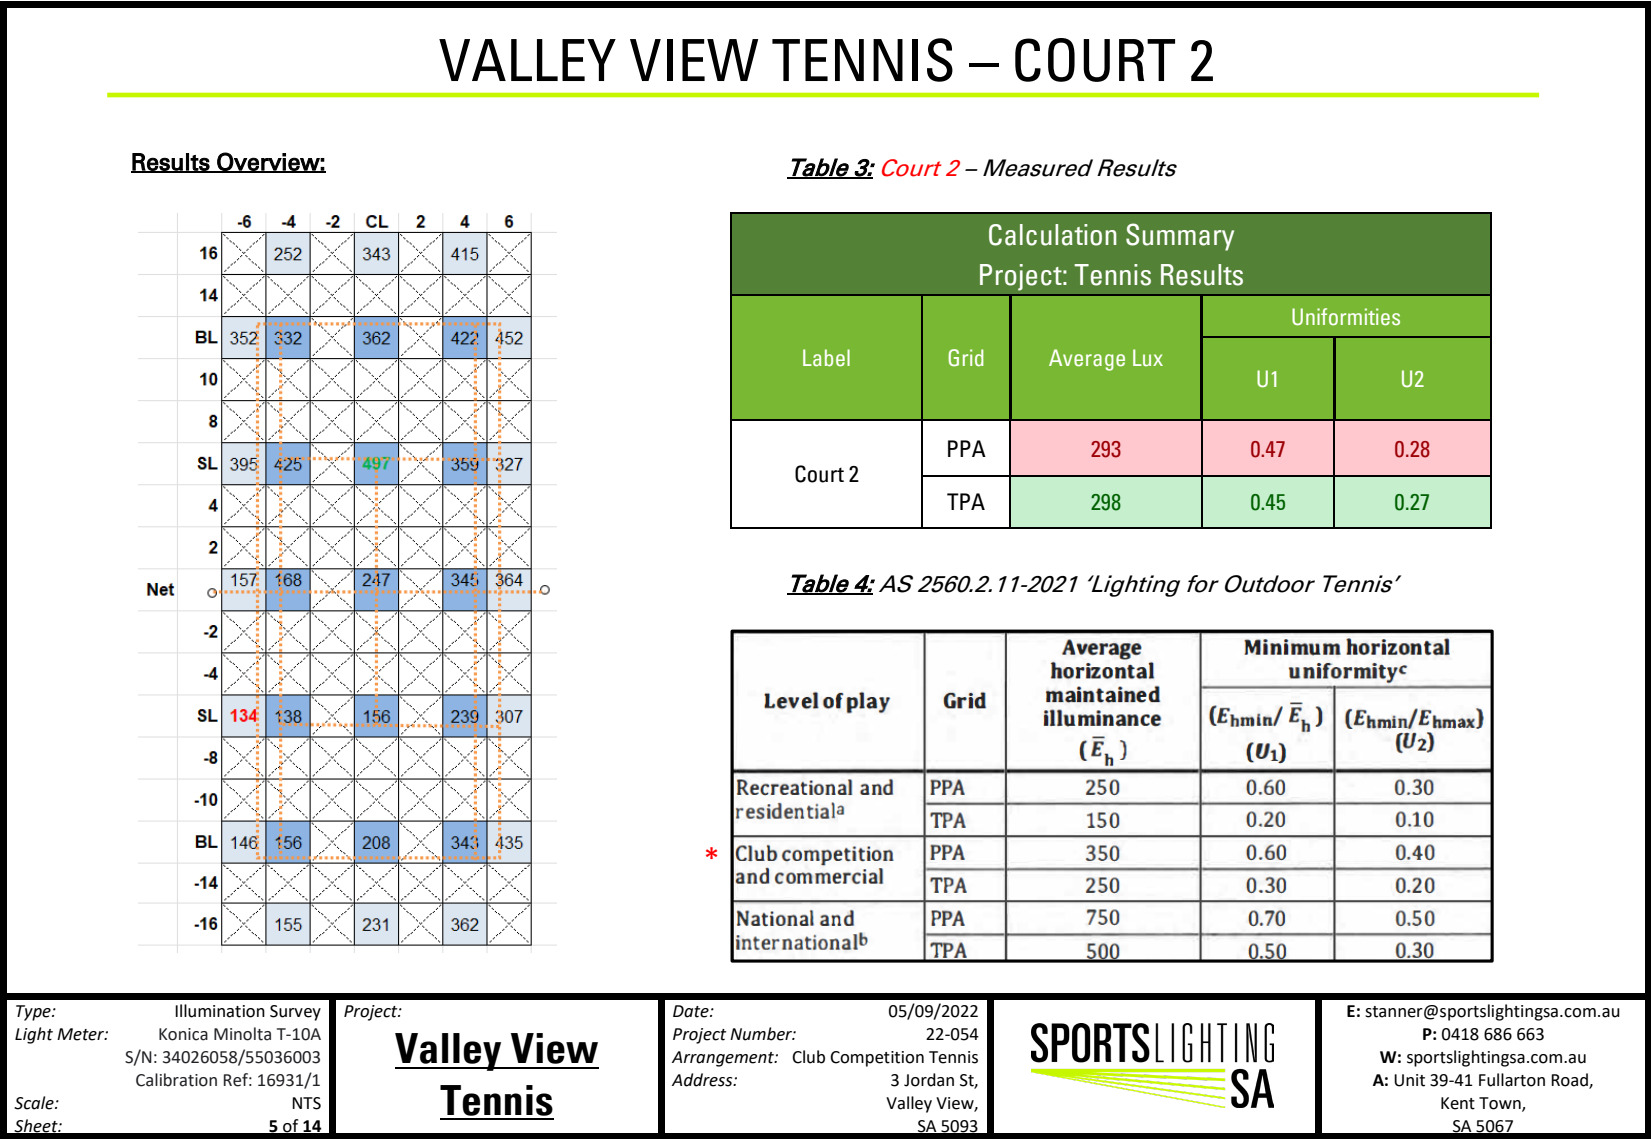 VALLEY VIEW TENNIS – COURT 2
Results Overview:
-6 -4 -2 CL 2 4 6
16 252 343 415
14
BL 352 332 362 422 452
10
8
SL 395 425 497 359 327
4
2
Net 157 168 247 345 364
-2
-4
SL 134 138 156 239 307
-8
-10
BL 146 156 208 343 435
-14
-16 155 231 362
Table 3: Court 2 – Measured Results
Calculation Summary
Project: Tennis Results
Label Grid Average Lux Uniformities
U1 U2
Court 2
PPA 293 0.47 0.28
TPA 298 0.45 0.27
Table 4: AS 2560.2.11-2021 ‘Lighting for Outdoor Tennis’
Level of play
Grid
Average
horizontal
maintained
illuminance
(E̅h)
Minimum horizontal
uniformityc
(Ehmin/ E̅h)
(U1)
(Ehmin/Ehmax)
(U2)
Recreational and
residentiala
PPA 250 0.60 0.30
TPA 150 0.20 0.10
* Club competition
and commercial
PPA 350 0.60 0.40
TPA 250 0.30 0.20
National and
internationalb
PPA 750 0.70 0.50
TPA 500 0.50 0.30
Type: Illumination Survey
Light Meter: Konica Minolta T-10A
S/N: 34026058/55036003
Calibration Ref: 16931/1
Scale: NTS
Sheet: 5 of 14
Project:
Valley View
Tennis
Date: 05/09/2022
Project Number: 22-054
Arrangement: Club Competition Tennis
Address: 3 Jordan St,
Valley View,
SA 5093
SPORTSLIGHTING
SA
E: stanner@sportslightingsa.com.au
P: 0418 686 663
W: sportslightingsa.com.au
A: Unit 39-41 Fullarton Road,
Kent Town,
SA 5067